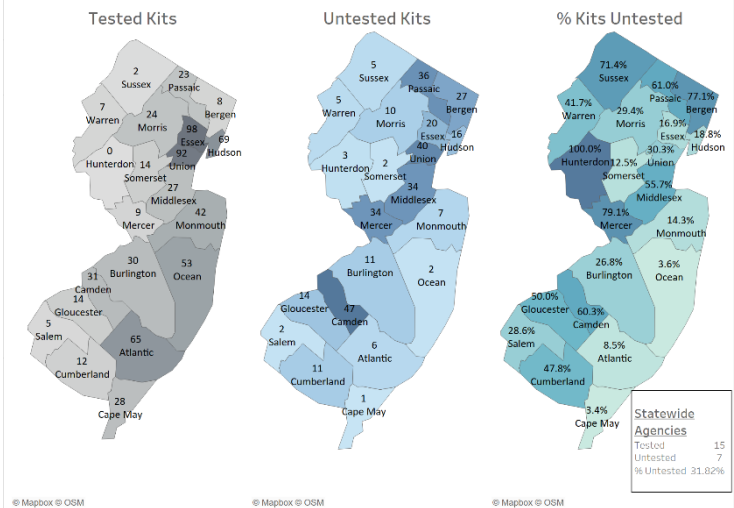 Tested Kits
2
Sussex
23
Passaic
8
Bergen
7
Warren
24
Morris
98
Essex
69
Hudson
92
Union
0
Hunterdon
14
Somerset
27
Middlesex
9
Mercer
42
Monmouth
30
Burlington
53
Ocean
31
Camden
14
Gloucester
5
Salem
65
Atlantic
12
Cumberland
28
Cape May
© Mapbox © OSM
Untested Kits
5
Sussex
36
Passaic
27
Bergen
5
Warren
10
Morris
20
Essex
16
Hudson
40
Union
3
Hunterdon
2
Somerset
34
Middlesex
34
Mercer
7
Monmouth
11
Burlington
2
Ocean
14
Gloucester
47
Camden
2
Salem
6
Atlantic
11
Cumberland
1
Cape May
© Mapbox © OSM
% Kits Untested
71.4%
Sussex
61.0%
Passaic
77.1%
Bergen
41.7%
Warren
29.4%
Morris
16.9%
Essex
18.8%
Hudson
100.0%
Hunterdon
30.3%
Union
12.5%
Somerset
55.7%
Middlesex
79.1%
Mercer
14.3%
Monmouth
26.8%
Burlington
3.6%
Ocean
50.0%
Gloucester
60.3%
Camden
28.6%
Salem
8.5%
Atlantic
47.8%
Cumberland
3.4%
Cape May
© Mapbox © OSM
Statewide
Agencies
Tested 15
Untested 7
% Untested 31.82%